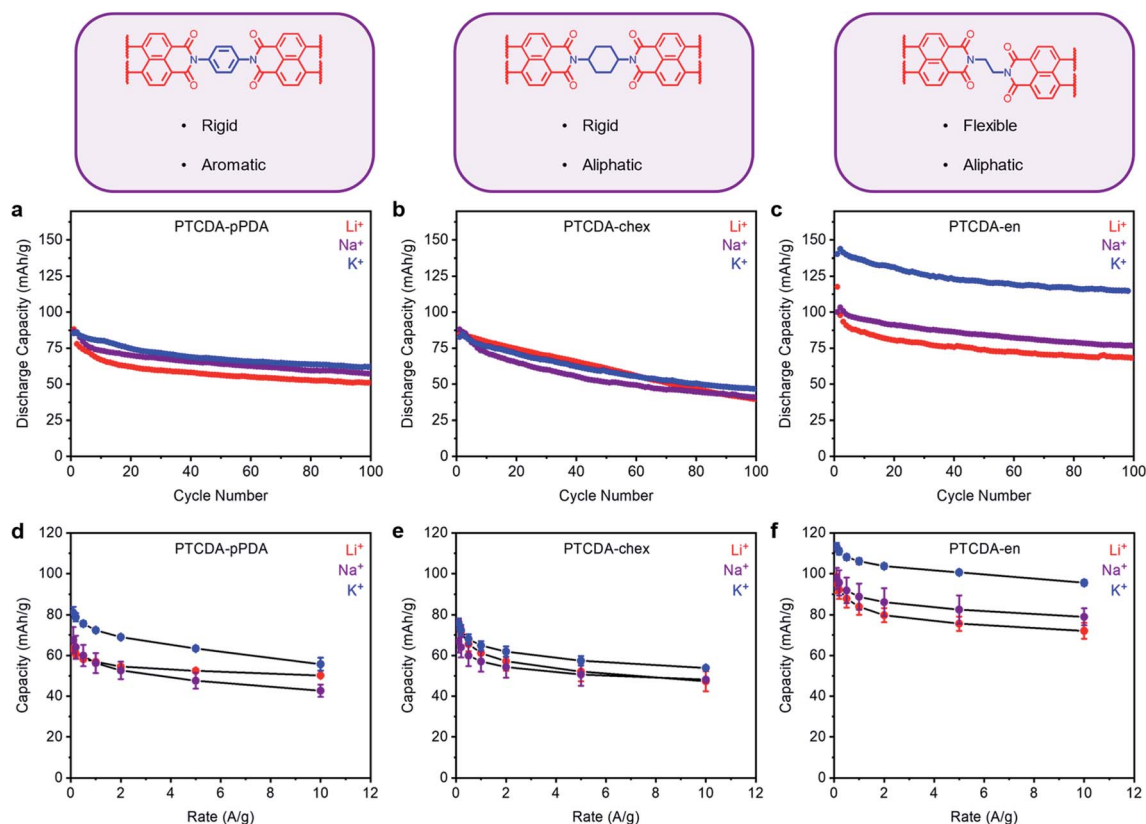 O O O O
N N
O O O O
• Rigid
• Aromatic
O O O O
N N
O O O O
• Rigid
• Aliphatic
O O
N N
O O
• Flexible
• Aliphatic
a
PTCDA-pPDA
Li⁺
Na⁺
K⁺
Discharge Capacity (mAh/g)
150
125
100
75
50
25
0
0 20 40 60 80 100
Cycle Number
b
PTCDA-chex
Li⁺
Na⁺
K⁺
Discharge Capacity (mAh/g)
150
125
100
75
50
25
0
0 20 40 60 80 100
Cycle Number
c
PTCDA-en
Li⁺
Na⁺
K⁺
Discharge Capacity (mAh/g)
150
125
100
75
50
25
0
0 20 40 60 80 100
Cycle Number
d
PTCDA-pPDA
Li⁺
Na⁺
K⁺
Capacity (mAh/g)
120
100
80
60
40
20
0
0 2 4 6 8 10 12
Rate (A/g)
e
PTCDA-chex
Li⁺
Na⁺
K⁺
Capacity (mAh/g)
120
100
80
60
40
20
0
0 2 4 6 8 10 12
Rate (A/g)
f
PTCDA-en
Li⁺
Na⁺
K⁺
Capacity (mAh/g)
120
100
80
60
40
20
0
0 2 4 6 8 10 12
Rate (A/g)